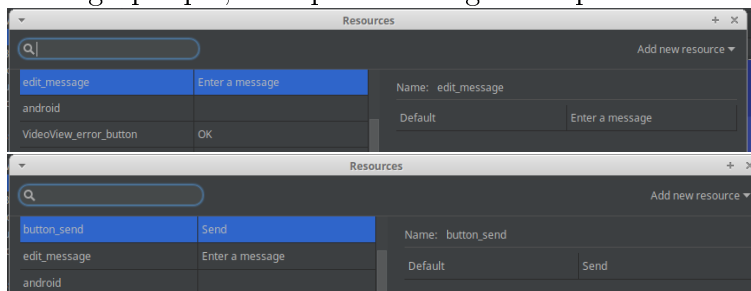 Resources
Add new resource
edit_message Enter a message
Name: edit_message
android
Default Enter a message
VideoView_error_button OK
Resources
Add new resource
button_send Send
Name: button_send
edit_message Enter a message
Default Send
android